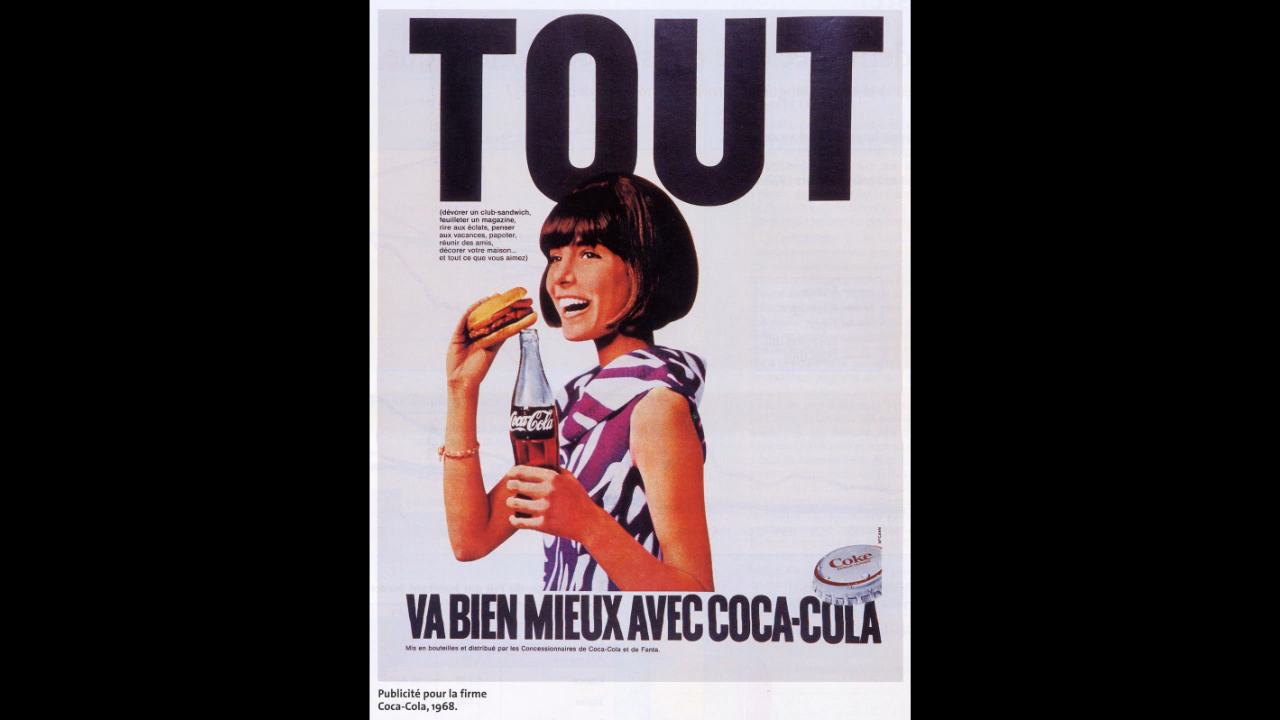 TOUT
(dévorer un club-sandwich,
feuilleter un magazine,
rire aux éclats, penser
aux vacances, papoter,
réunir des amis,
décorer votre maison...
et tout ce que vous aimez)
Coca-Cola
Coke
VA BIEN MIEUX AVEC COCA-COLA
Mis en bouteilles et distribué par les Concessionnaires de Coca-Cola et de Fanta.
Publicité pour la firme
Coca-Cola, 1968.